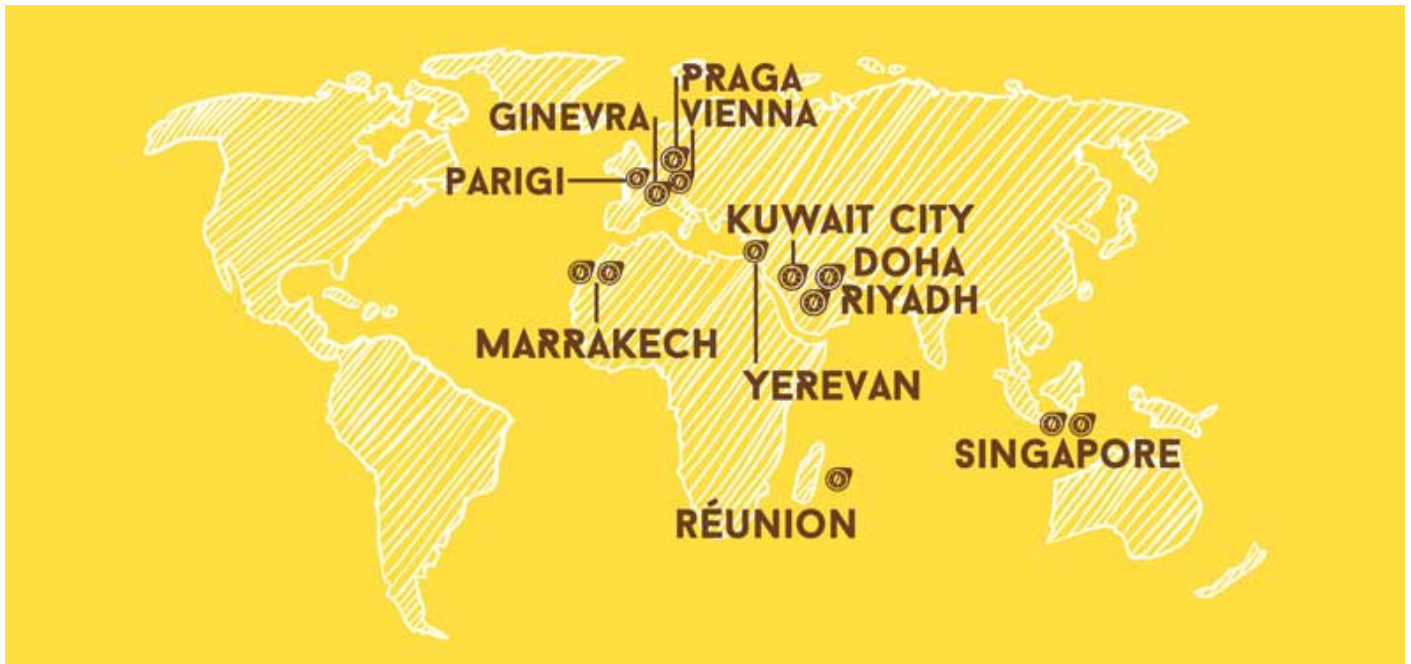 PRAGA
GINEVRA
VIENNA
PARIGI
KUWAIT CITY
DOHA
RIYADH
MARRAKECH
YEREVAN
SINGAPORE
RÉUNION